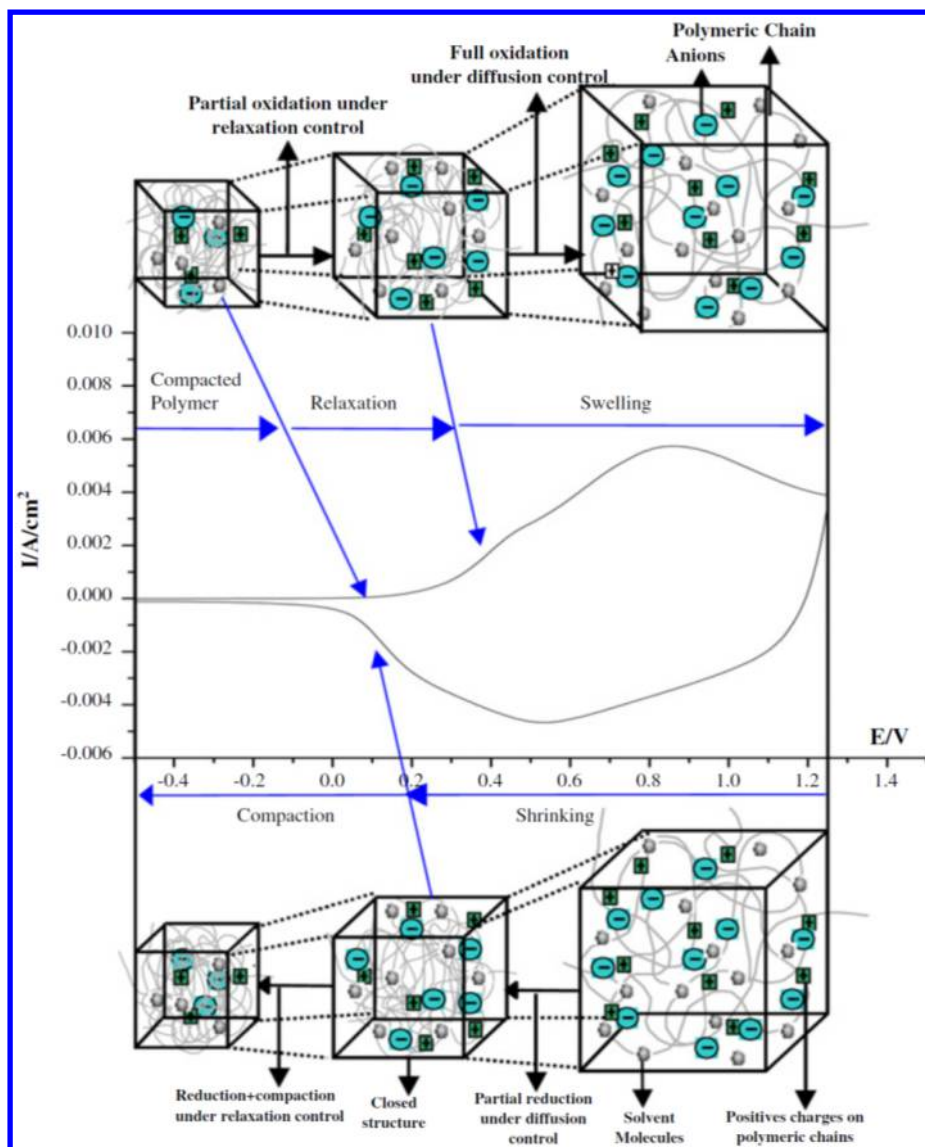 Polymeric Chain
Anions
Full oxidation
under diffusion control
Partial oxidation under
relaxation control
0.010
0.008
0.006
0.004
0.002
0.000
-0.002
-0.004
-0.006
I/A/cm²
Compacted
Polymer
Relaxation
Swelling
E/V
-0.4
-0.2
0.0
0.2
0.4
0.6
0.8
1.0
1.2
1.4
Compaction
Shrinking
Reduction+compaction
under relaxation control
Closed
structure
Partial reduction
under diffusion
control
Solvent
Molecules
Positives charges on
polymeric chains